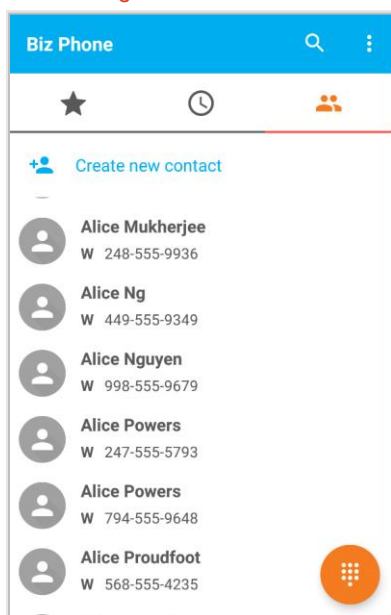 Biz Phone
Create new contact
Alice Mukherjee
W 248-555-9936
Alice Ng
W 449-555-9349
Alice Nguyen
W 998-555-9679
Alice Powers
W 247-555-5793
Alice Powers
W 794-555-9648
Alice Proudfoot
W 568-555-4235